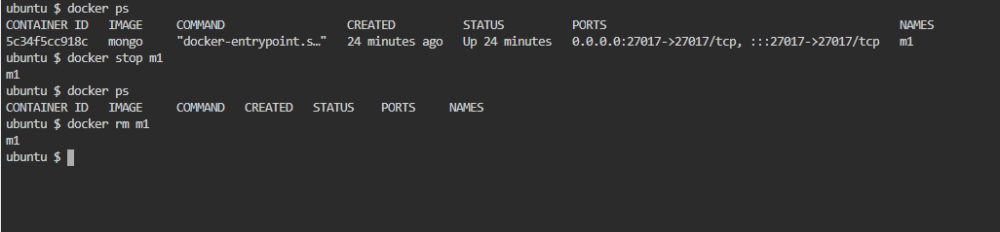 ubuntu $ docker ps
CONTAINER ID   IMAGE     COMMAND                  CREATED          STATUS          PORTS                                           NAMES
5c34f5cc918c   mongo     "docker-entrypoint.s…"   24 minutes ago   Up 24 minutes   0.0.0.0:27017->27017/tcp, :::27017->27017/tcp   m1
ubuntu $ docker stop m1
m1
ubuntu $ docker ps
CONTAINER ID   IMAGE     COMMAND   CREATED   STATUS    PORTS     NAMES
ubuntu $ docker rm m1
m1
ubuntu $